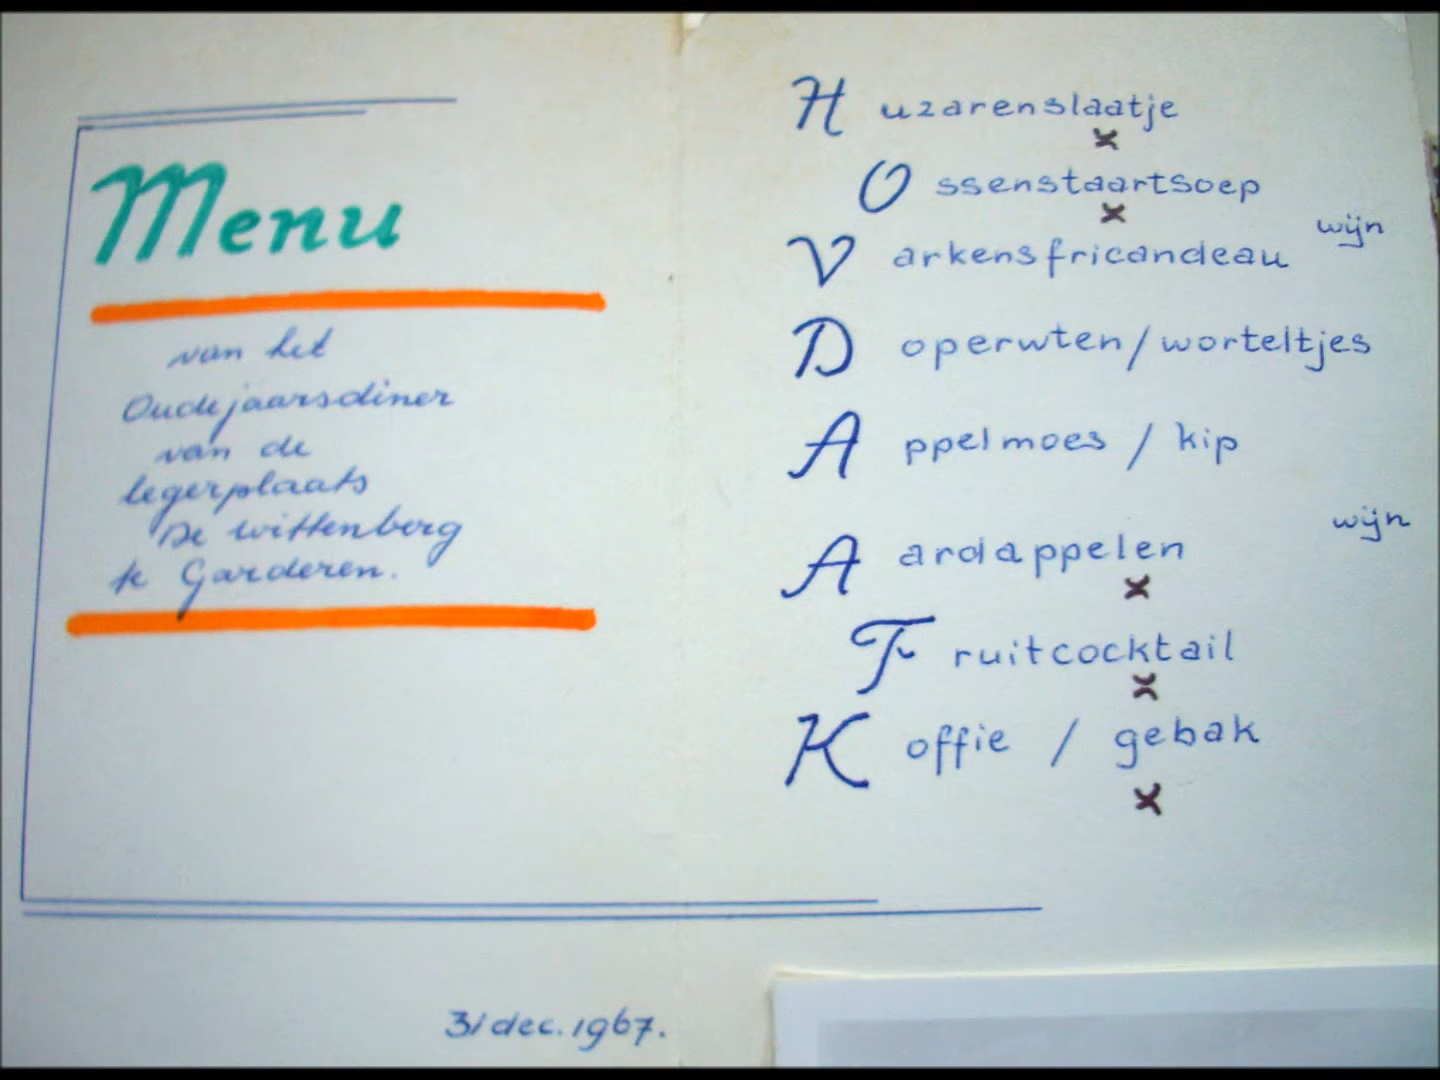 Menu
van het
Oudejaarsdiner
van de
legerplaats
De Wittenberg
te Garderen.
Huzarenslaatje
x
Ossenstaartsoep
x
wijn
Varkensfricandeau
Doperwten/worteltjes
Appelmoes / kip
wijn
Aardappelen
x
Fruitcocktail
x
Koffie / gebak
x
31 dec. 1967.